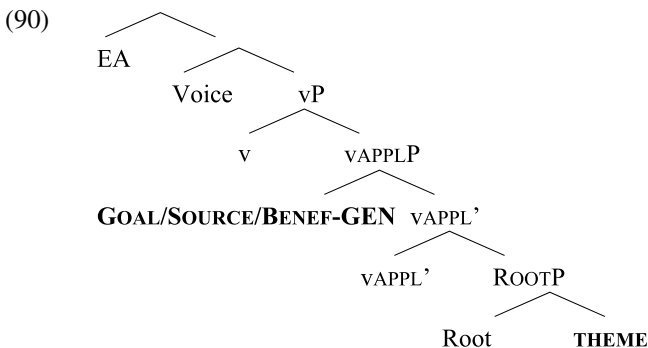 (90)
EA
Voice vP
v vAPPLP
GOAL/SOURCE/BENEF-GEN vAPPL’
vAPPL’ ROOTP
Root THEME